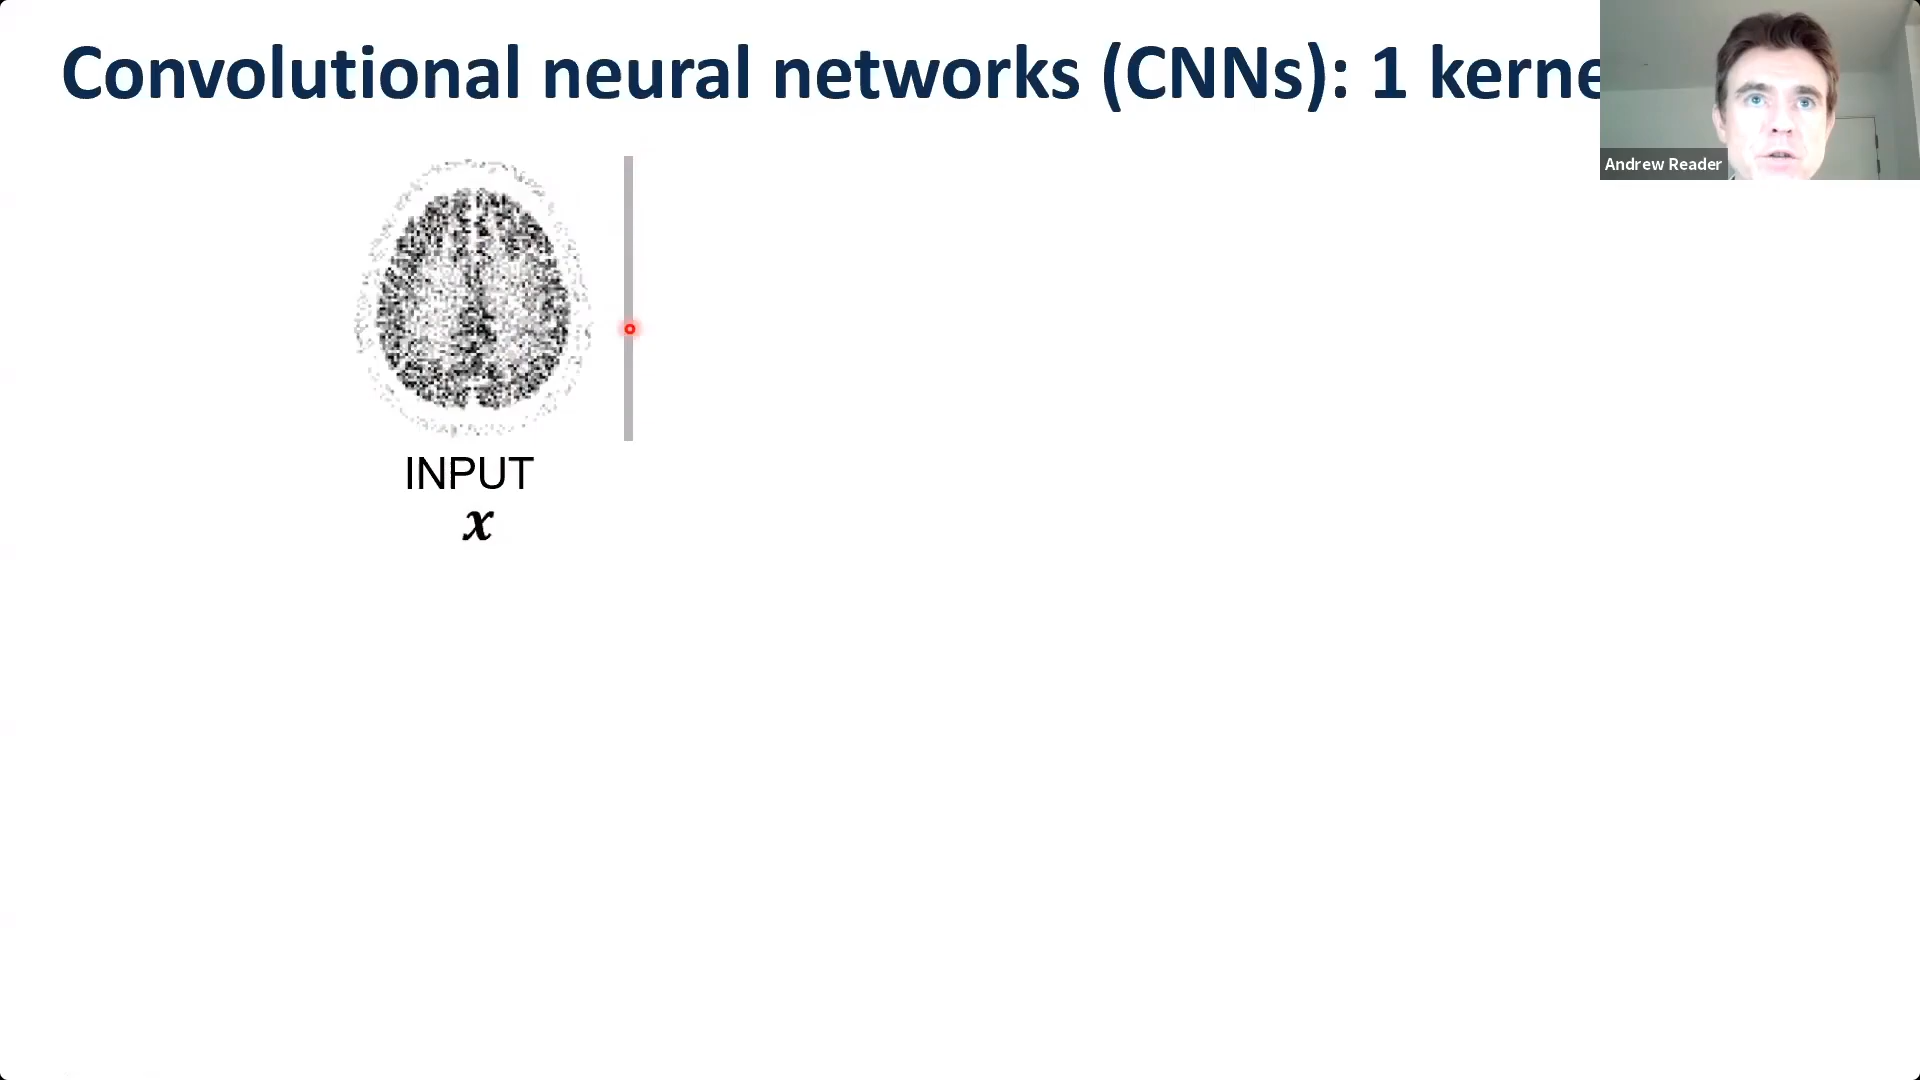 Convolutional neural networks (CNNs): 1 kerne
Andrew Reader
INPUT
x